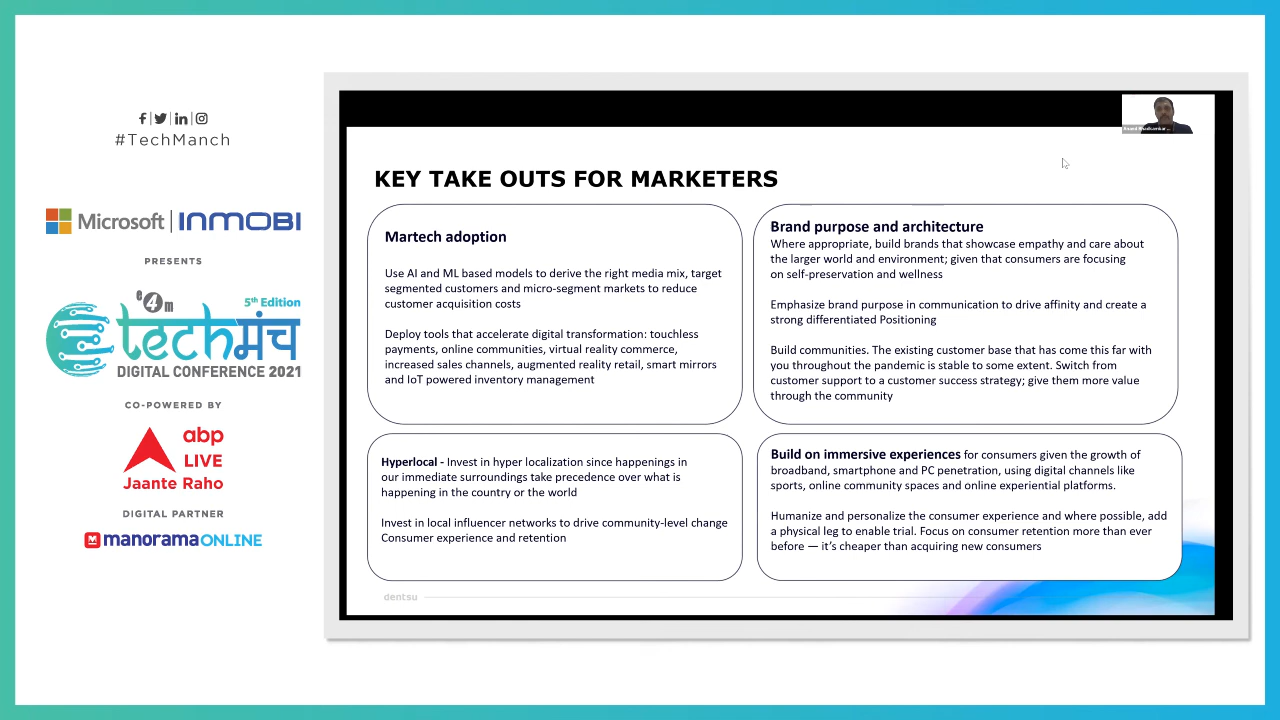 #TechManch
Microsoft | INMOBI
PRESENTS
e4m
5th Edition
techमंच
DIGITAL CONFERENCE 2021
CO-POWERED BY
abp
LIVE
Jaante Raho
DIGITAL PARTNER
manoramaONLINE
KEY TAKE OUTS FOR MARKETERS
Martech adoption
Use AI and ML based models to derive the right media mix, target
segmented customers and micro-segment markets to reduce
customer acquisition costs
Deploy tools that accelerate digital transformation: touchless
payments, online communities, virtual reality commerce,
increased sales channels, augmented reality retail, smart mirrors
and IoT powered inventory management
Brand purpose and architecture
Where appropriate, build brands that showcase empathy and care about
the larger world and environment; given that consumers are focusing
on self-preservation and wellness
Emphasize brand purpose in communication to drive affinity and create a
strong differentiated Positioning
Build communities. The existing customer base that has come this far with
you throughout the pandemic is stable to some extent. Switch from
customer support to a customer success strategy; give them more value
through the community
Hyperlocal - Invest in hyper localization since happenings in
our immediate surroundings take precedence over what is
happening in the country or the world
Invest in local influencer networks to drive community-level change
Consumer experience and retention
Build on immersive experiences for consumers given the growth of
broadband, smartphone and PC penetration, using digital channels like
sports, online community spaces and online experiential platforms.
Humanize and personalize the consumer experience and where possible, add
a physical leg to enable trial. Focus on consumer retention more than ever
before — it's cheaper than acquiring new consumers
dentsu